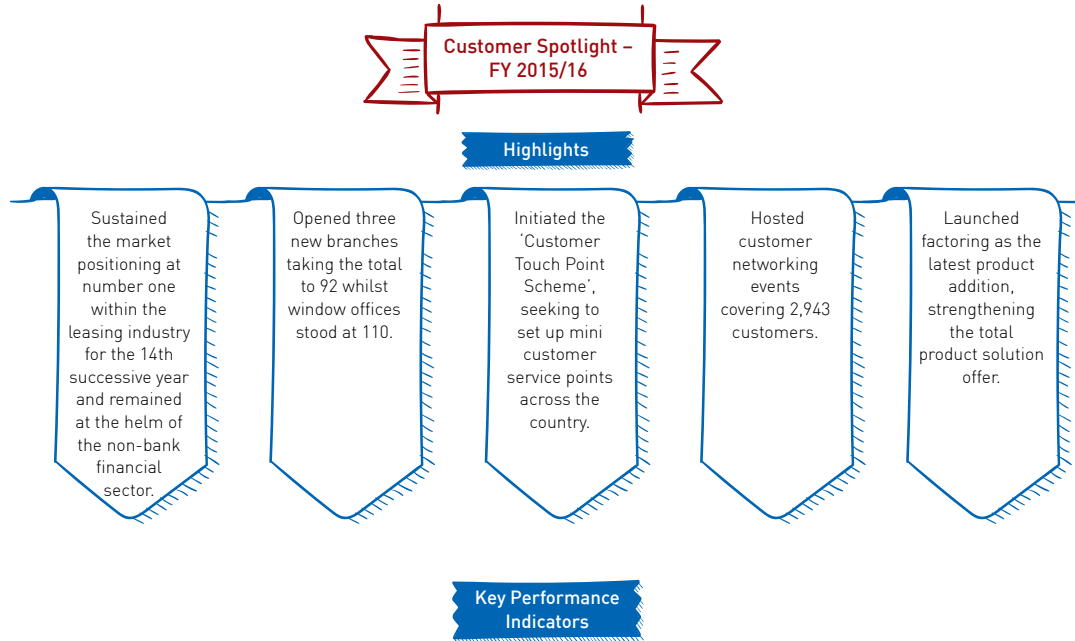 Customer Spotlight –
FY 2015/16
Highlights
Sustained
the market
positioning at
number one
within the
leasing industry
for the 14th
successive year
and remained
at the helm of
the non-bank
financial
sector.
Opened three
new branches
taking the total
to 92 whilst
window offices
stood at 110.
Initiated the
‘Customer
Touch Point
Scheme’,
seeking to
set up mini
customer
service points
across the
country.
Hosted
customer
networking
events
covering 2,943
customers.
Launched
factoring as the
latest product
addition,
strengthening
the total
product solution
offer.
Key Performance
Indicators